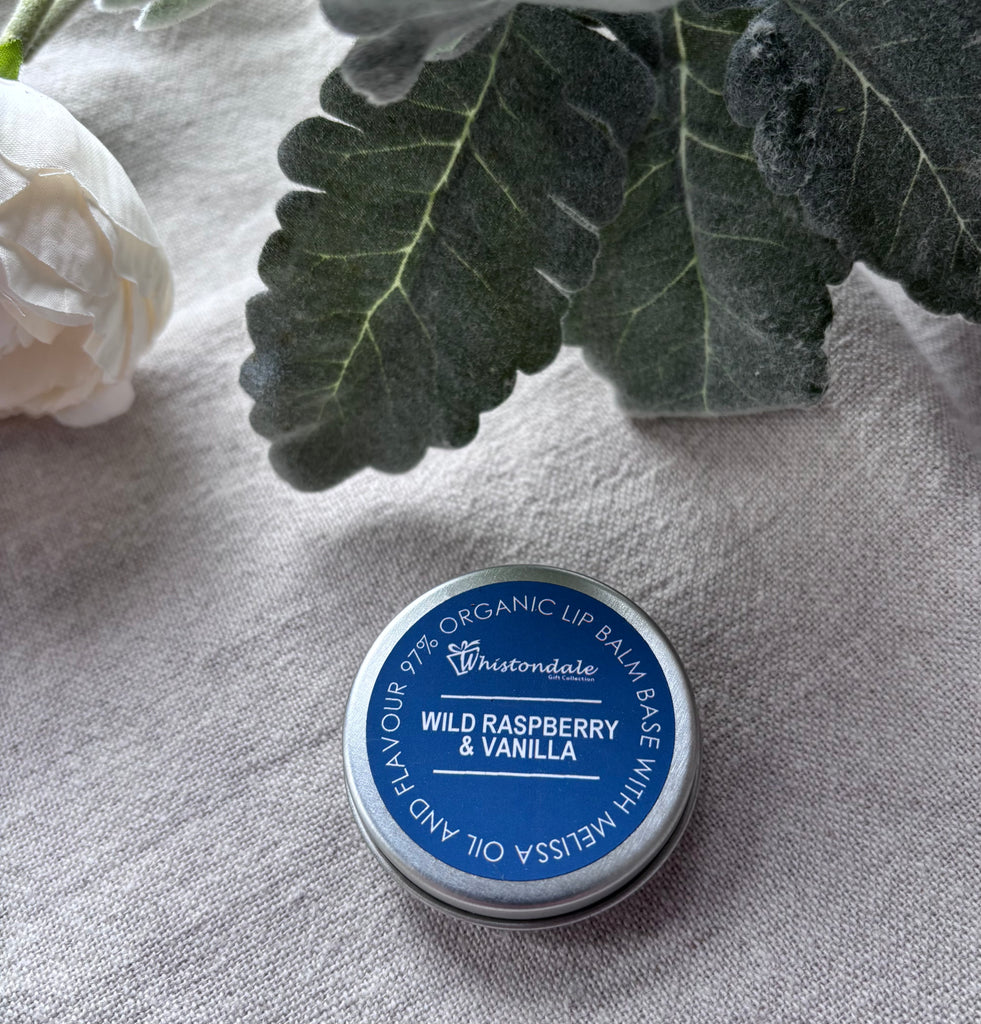 97% ORGANIC LIP BALM BASE WITH MELISSA OIL AND FLAVOUR
Whistondale
Gift Collection
WILD RASPBERRY
& VANILLA